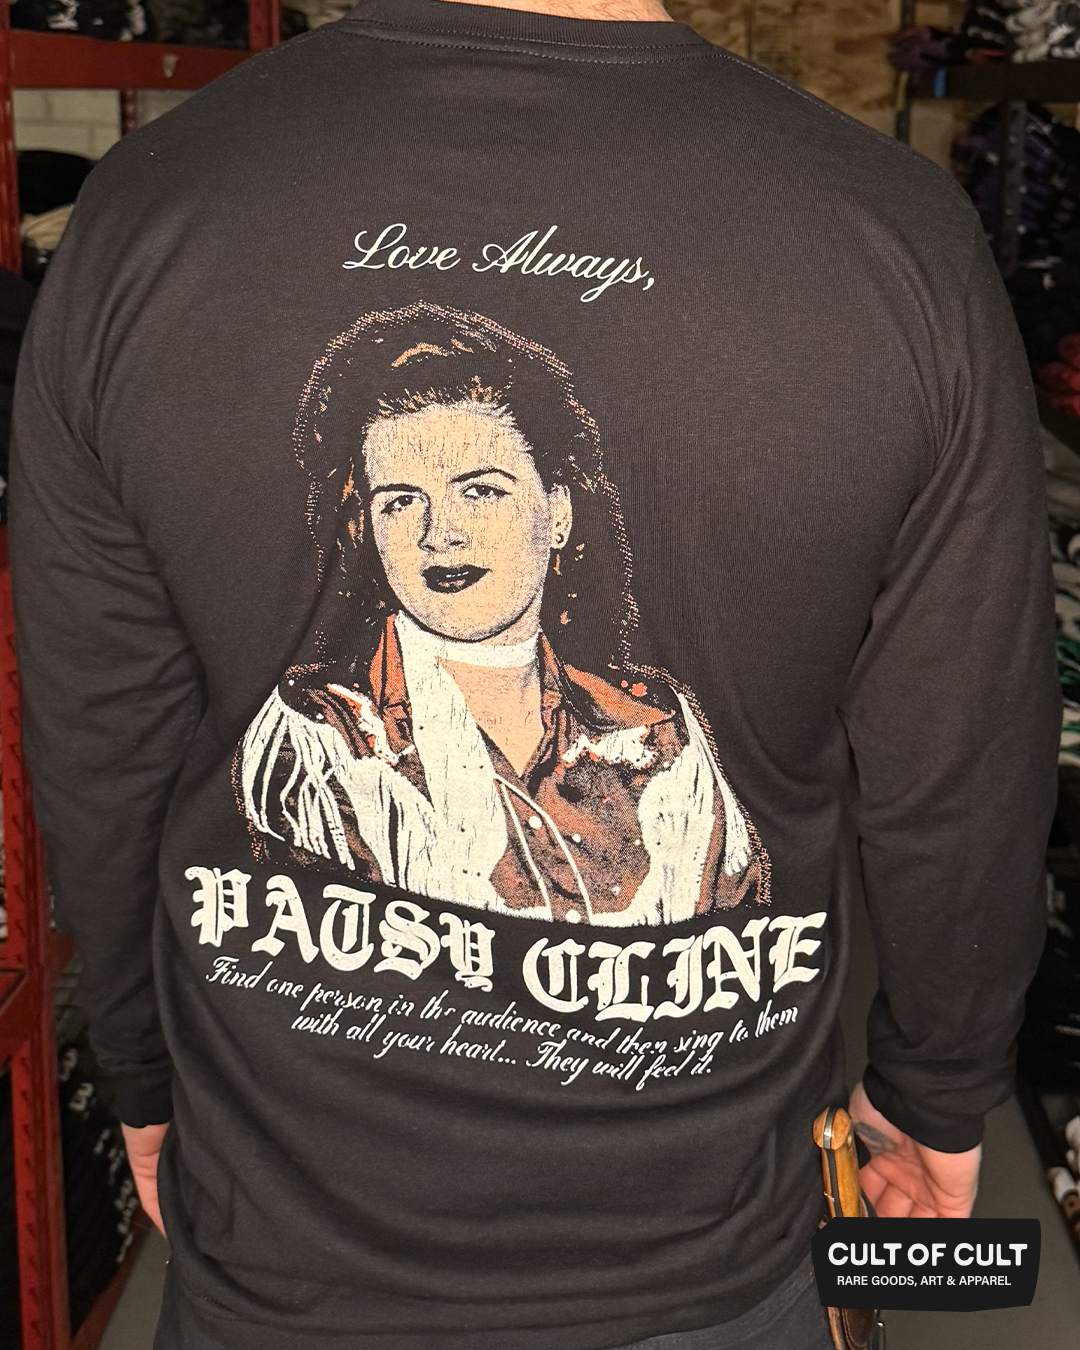 Love Always,
PATSY CLINE
Find one person in the audience and then sing to them
with all your heart... They will feel it.
CULT OF CULT
RARE GOODS, ART & APPAREL